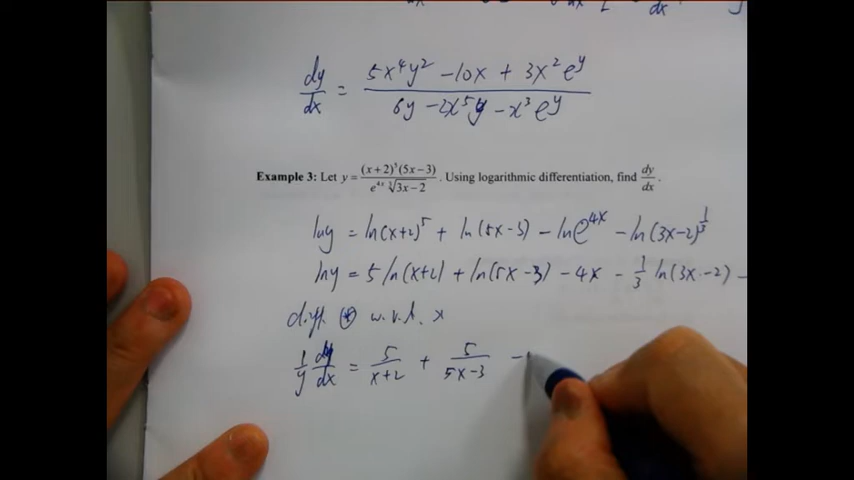 dy/dx = (5x⁴y² - 10x + 3x²e^y) / (6y - 2x⁵y - x³e^y)
Example 3: Let y = (x+2)⁵(5x−3) / (e^(4x) ∛(3x−2)). Using logarithmic differentiation, find dy/dx.
lny = ln(x+2)⁵ + ln(5x-3) - lne^(4x) - ln(3x-2)^(1/3)
lny = 5 ln(x+2) + ln(5x-3) - 4x - 1/3 ln(3x-2) -
diff. w.r.t. x
1/y dy/dx = 5/(x+2) + 5/(5x-3) -